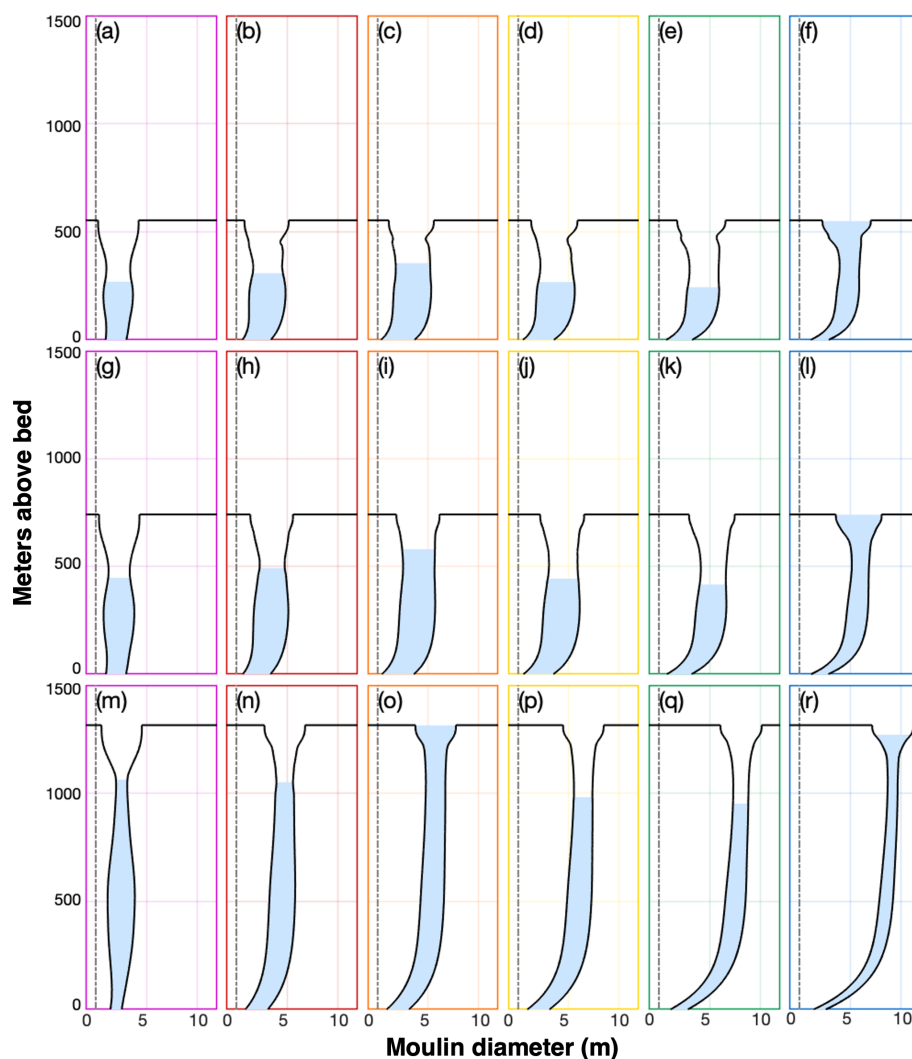 1500 (a) (b) (c) (d) (e) (f)
1000
500
0
1500 (g) (h) (i) (j) (k) (l)
1000
500
0
1500 (m) (n) (o) (p) (q) (r)
1000
500
0
0 5 10 0 5 10 0 5 10 0 5 10 0 5 10 0 5 10
Meters above bed
Moulin diameter (m)